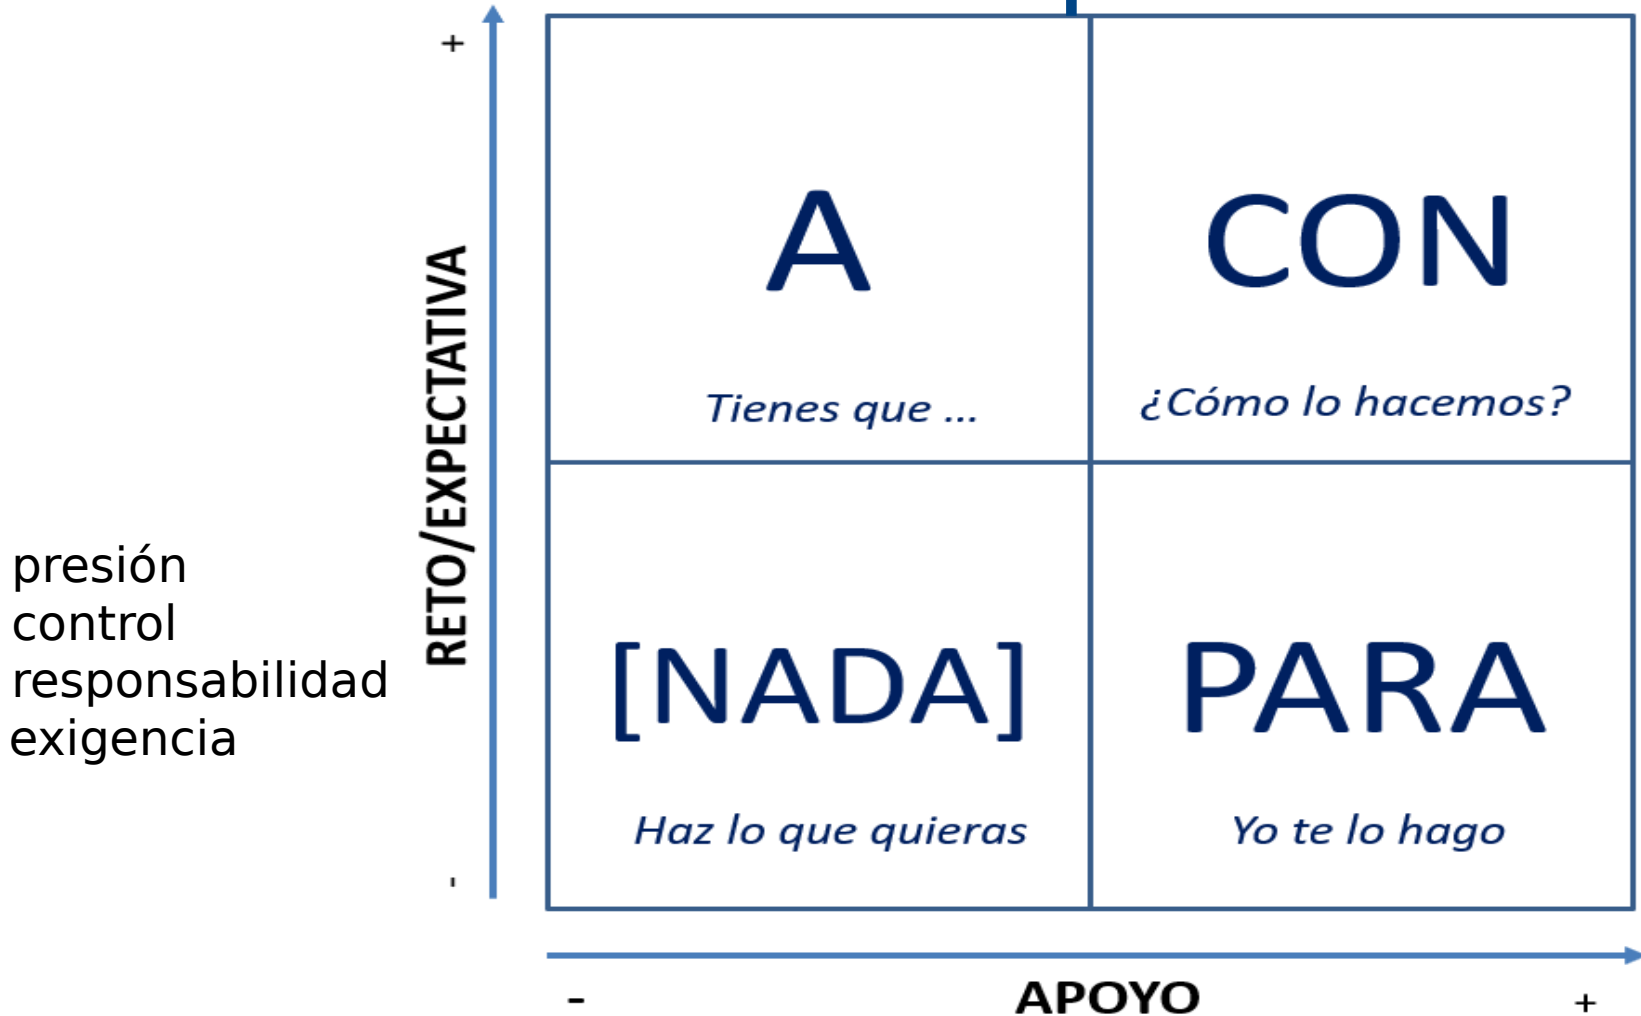 +
A
Tienes que ...
CON
¿Cómo lo hacemos?
RETO/EXPECTATIVA
presión
control
responsabilidad
exigencia
[NADA]
Haz lo que quieras
PARA
Yo te lo hago
-
- APOYO +